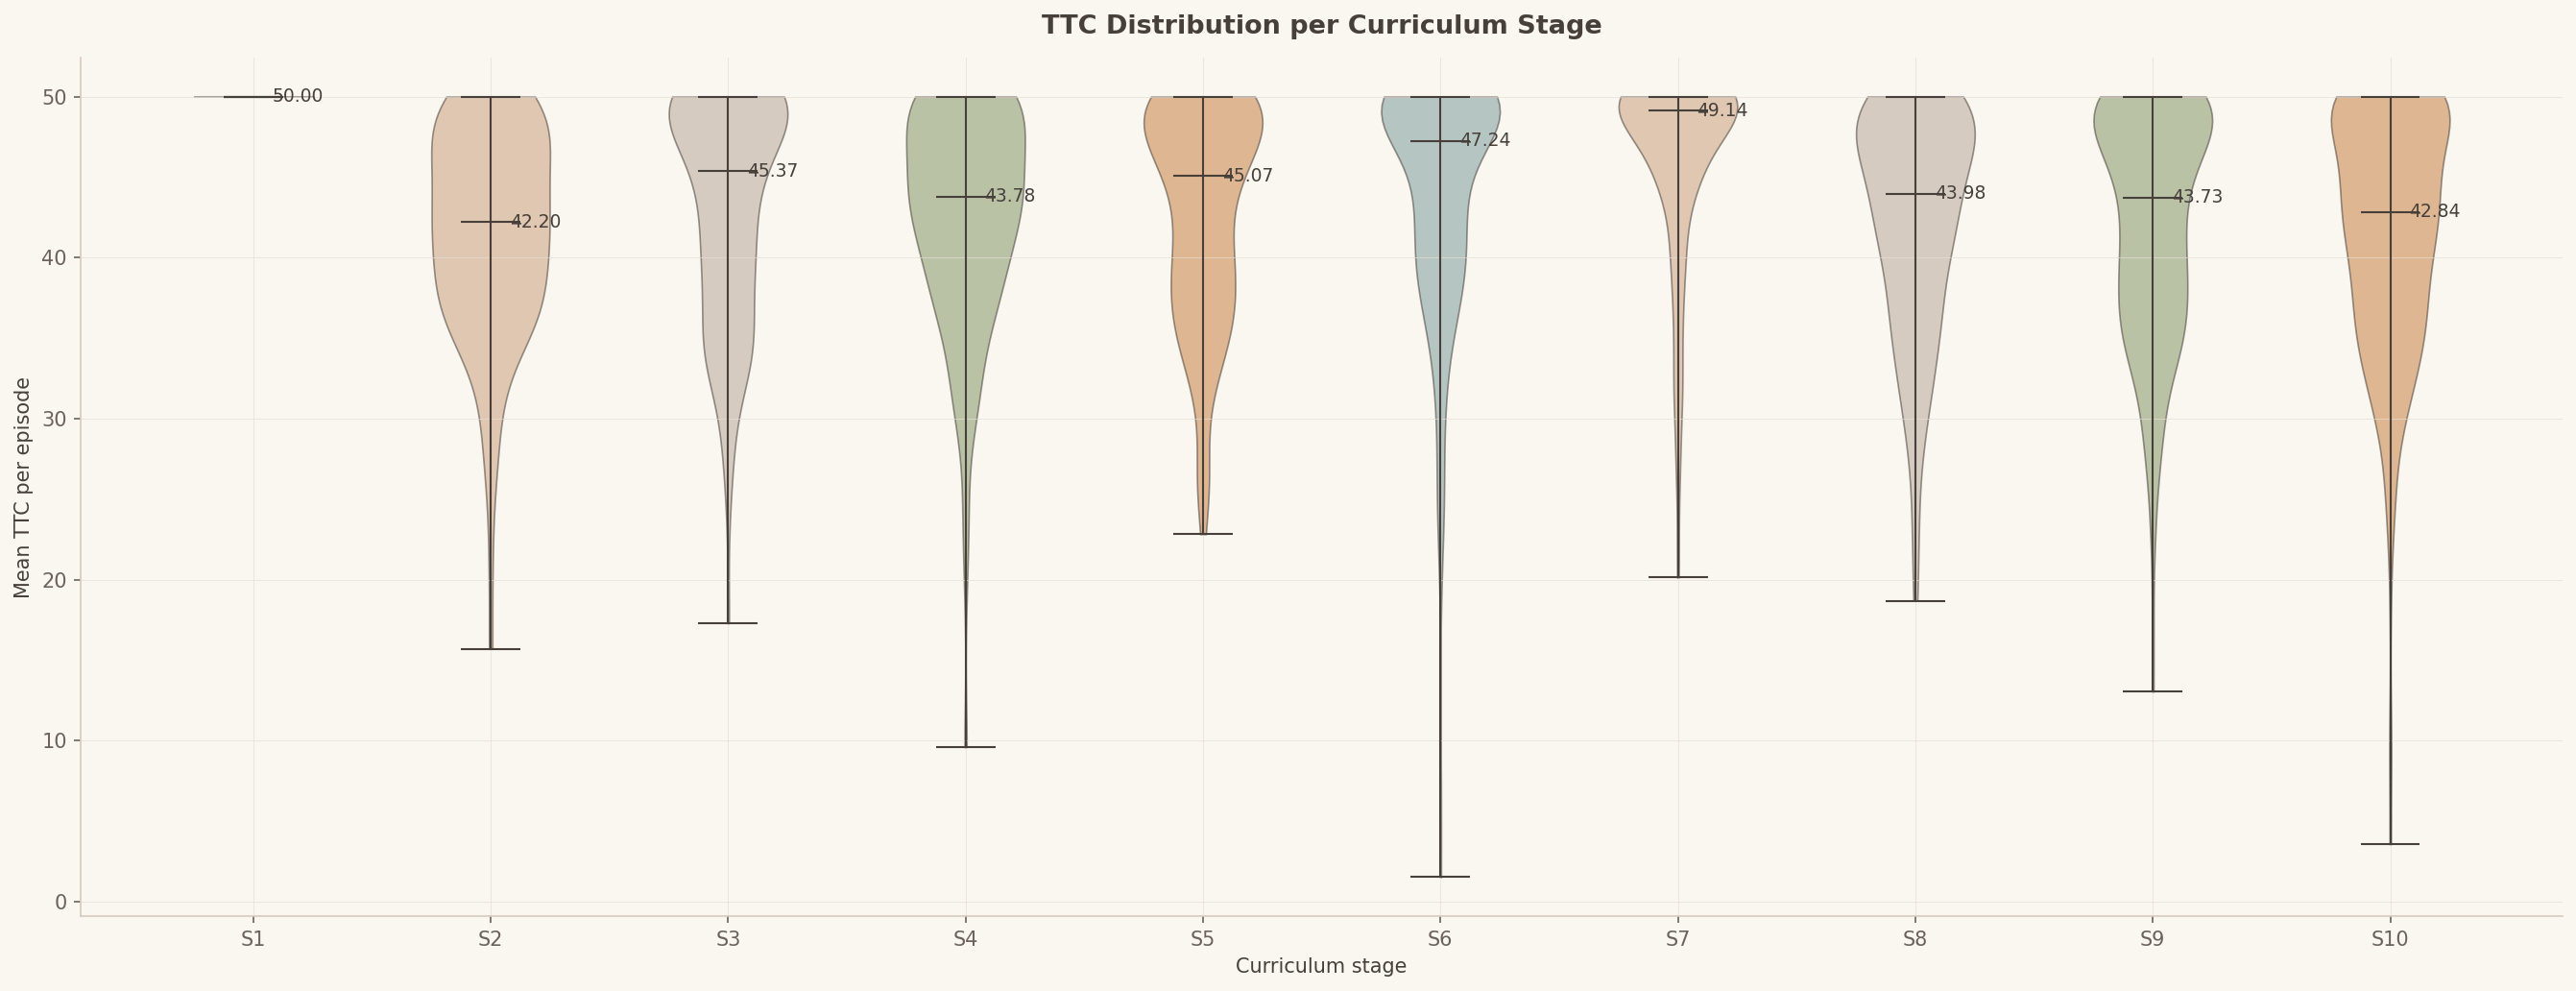 TTC Distribution per Curriculum Stage
Mean TTC per episode
50
40
30
20
10
0
50.00
42.20
45.37
43.78
45.07
47.24
49.14
43.98
43.73
42.84
S1
S2
S3
S4
S5
S6
S7
S8
S9
S10
Curriculum stage